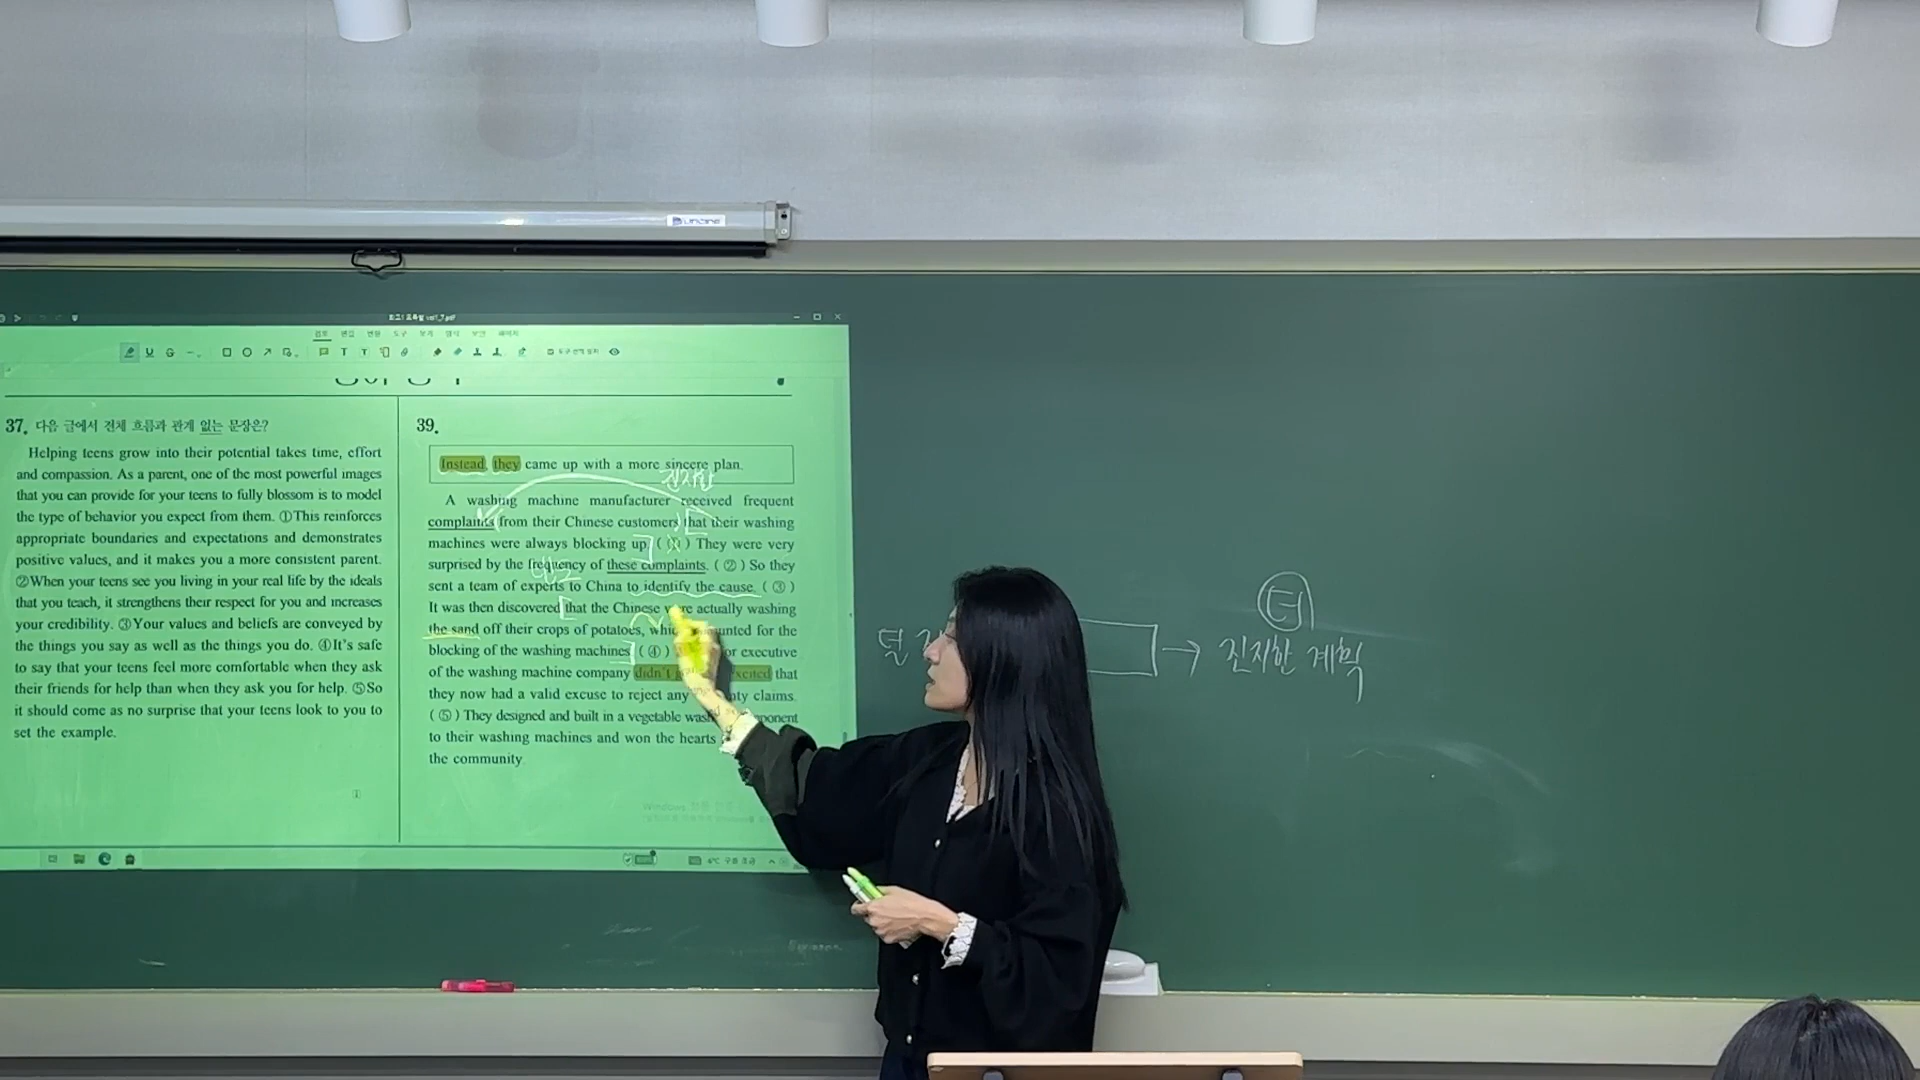 37. 다음 글에서 전체 흐름과 관계 없는 문장은?
Helping teens grow into their potential takes time, effort
and compassion. As a parent, one of the most powerful images
that you can provide for your teens to fully blossom is to model
the type of behavior you expect from them. ①This reinforces
appropriate boundaries and expectations and demonstrates
positive values, and it makes you a more consistent parent.
②When your teens see you living in your real life by the ideals
that you teach, it strengthens their respect for you and increases
your credibility. ③Your values and beliefs are conveyed by
the things you say as well as the things you do. ④It's safe
to say that your teens feel more comfortable when they ask
their friends for help than when they ask you for help. ⑤So
it should come as no surprise that your teens look to you to
set the example.
39.
Instead, they came up with a more sincere plan.
진지한
A washing machine manufacturer received frequent
complaints from their Chinese customers that their washing
machines were always blocking up. (①) They were very
surprised by the frequency of these complaints. (②) So they
sent a team of experts to China to identify the cause. (③)
It was then discovered that the Chinese were actually washing
the sand off their crops of potatoes, for the
blocking of the washing machines. (④) executive
of the washing machine company didn't that
they now had a valid excuse to reject any claims.
(⑤) They designed and built in a vegetable
to their washing machines and won the hearts
the community.
덜
→
더
진지한 계획